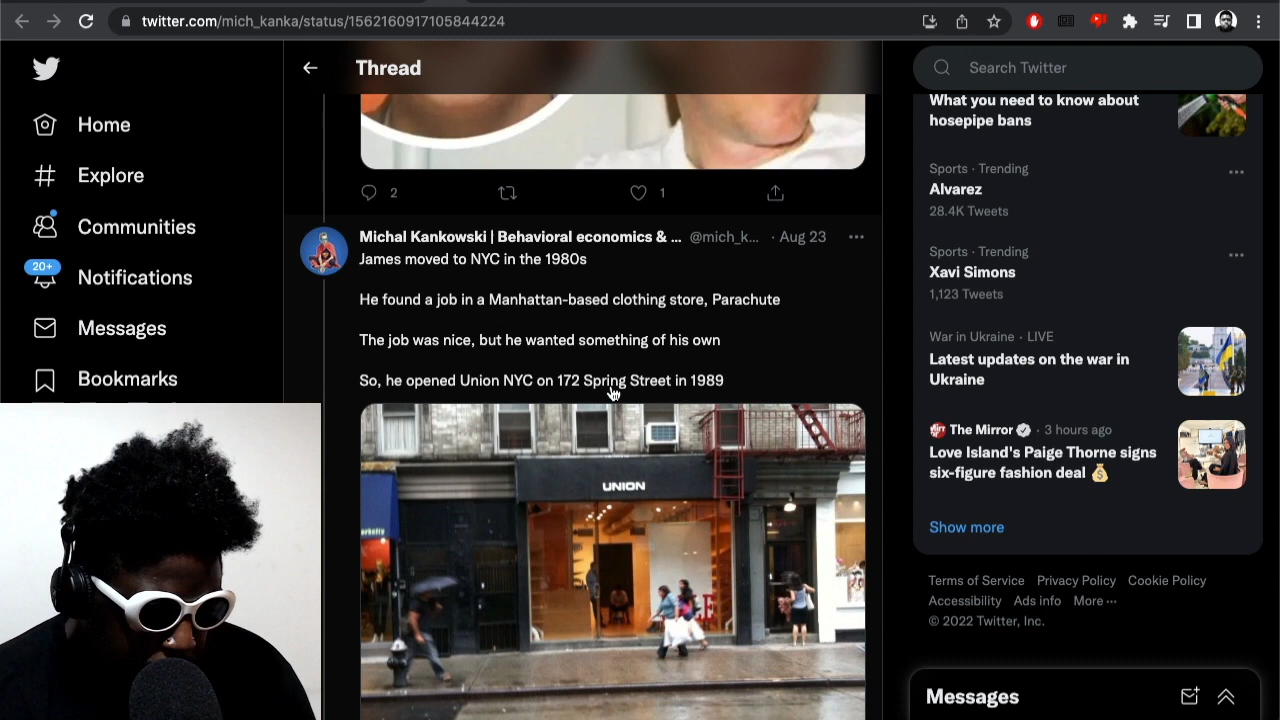 twitter.com/mich_kanka/status/1562160917105844224
Thread
Search Twitter
Home
Explore
Communities
20+
Notifications
Messages
Bookmarks
2
1
Michal Kankowski | Behavioral economics & ... @mich_k... · Aug 23
James moved to NYC in the 1980s
He found a job in a Manhattan-based clothing store, Parachute
The job was nice, but he wanted something of his own
So, he opened Union NYC on 172 Spring Street in 1989
UNION
What you need to know about
hosepipe bans
Sports · Trending
Alvarez
28.4K Tweets
Sports · Trending
Xavi Simons
1,123 Tweets
War in Ukraine · LIVE
Latest updates on the war in
Ukraine
The Mirror · 3 hours ago
Love Island's Paige Thorne signs
six-figure fashion deal 💰
Show more
Terms of Service Privacy Policy Cookie Policy
Accessibility Ads info More ···
© 2022 Twitter, Inc.
Messages